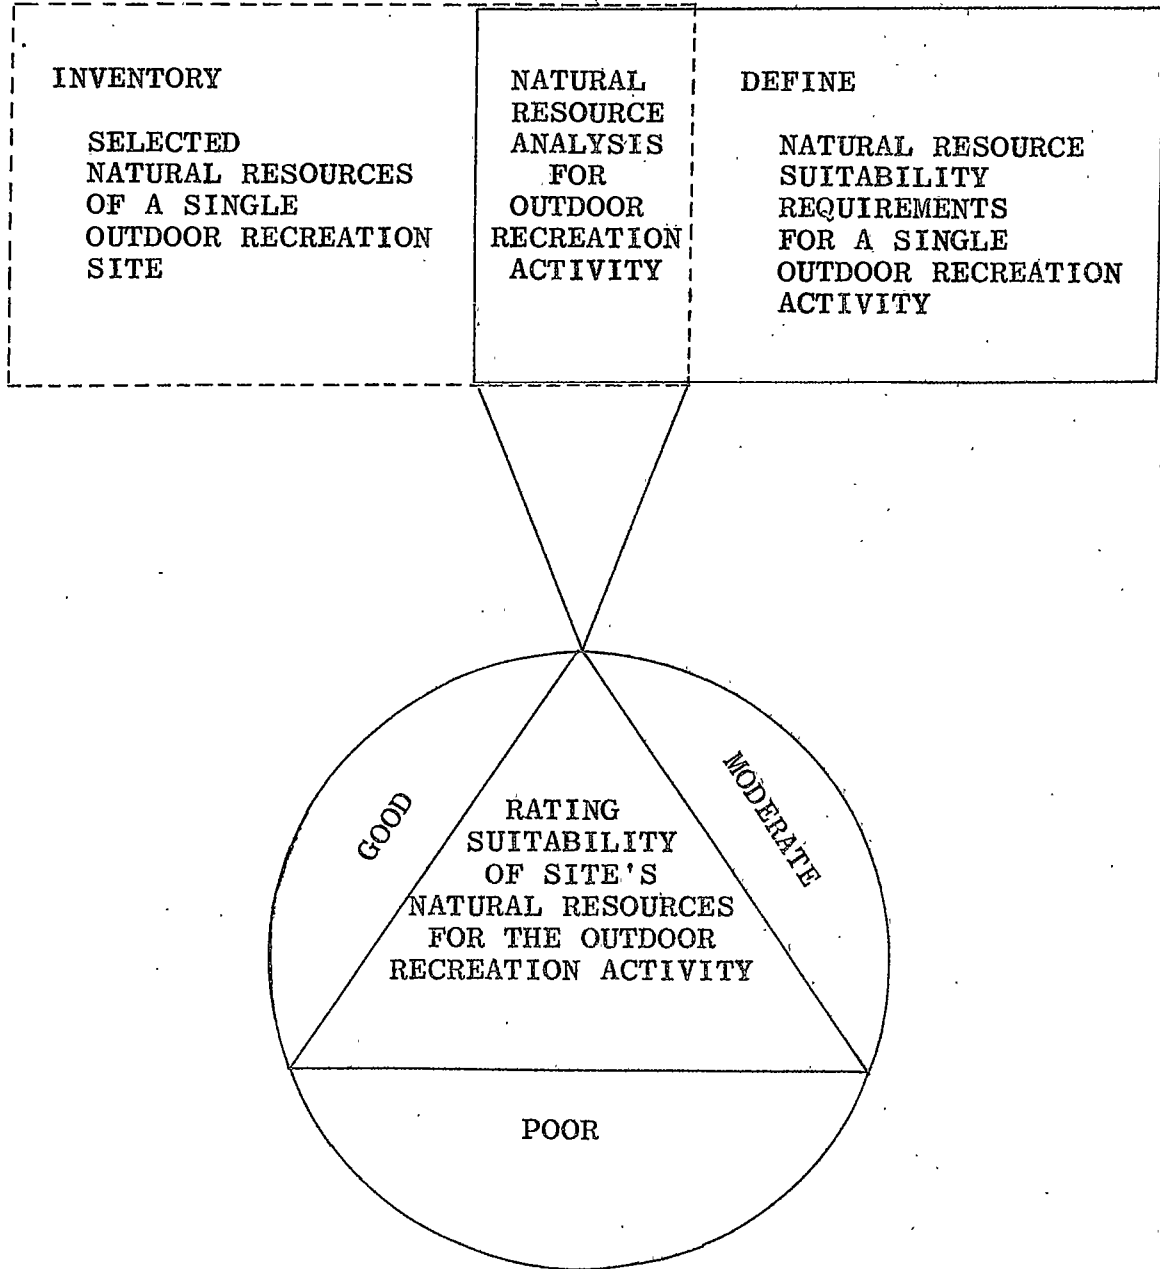 INVENTORY
SELECTED
NATURAL RESOURCES
OF A SINGLE
OUTDOOR RECREATION
SITE
NATURAL
RESOURCE
ANALYSIS
FOR
OUTDOOR
RECREATION
ACTIVITY
DEFINE
NATURAL RESOURCE
SUITABILITY
REQUIREMENTS
FOR A SINGLE
OUTDOOR RECREATION
ACTIVITY
GOOD
RATING
SUITABILITY
OF SITE'S
NATURAL RESOURCES
FOR THE OUTDOOR
RECREATION ACTIVITY
MODERATE
POOR